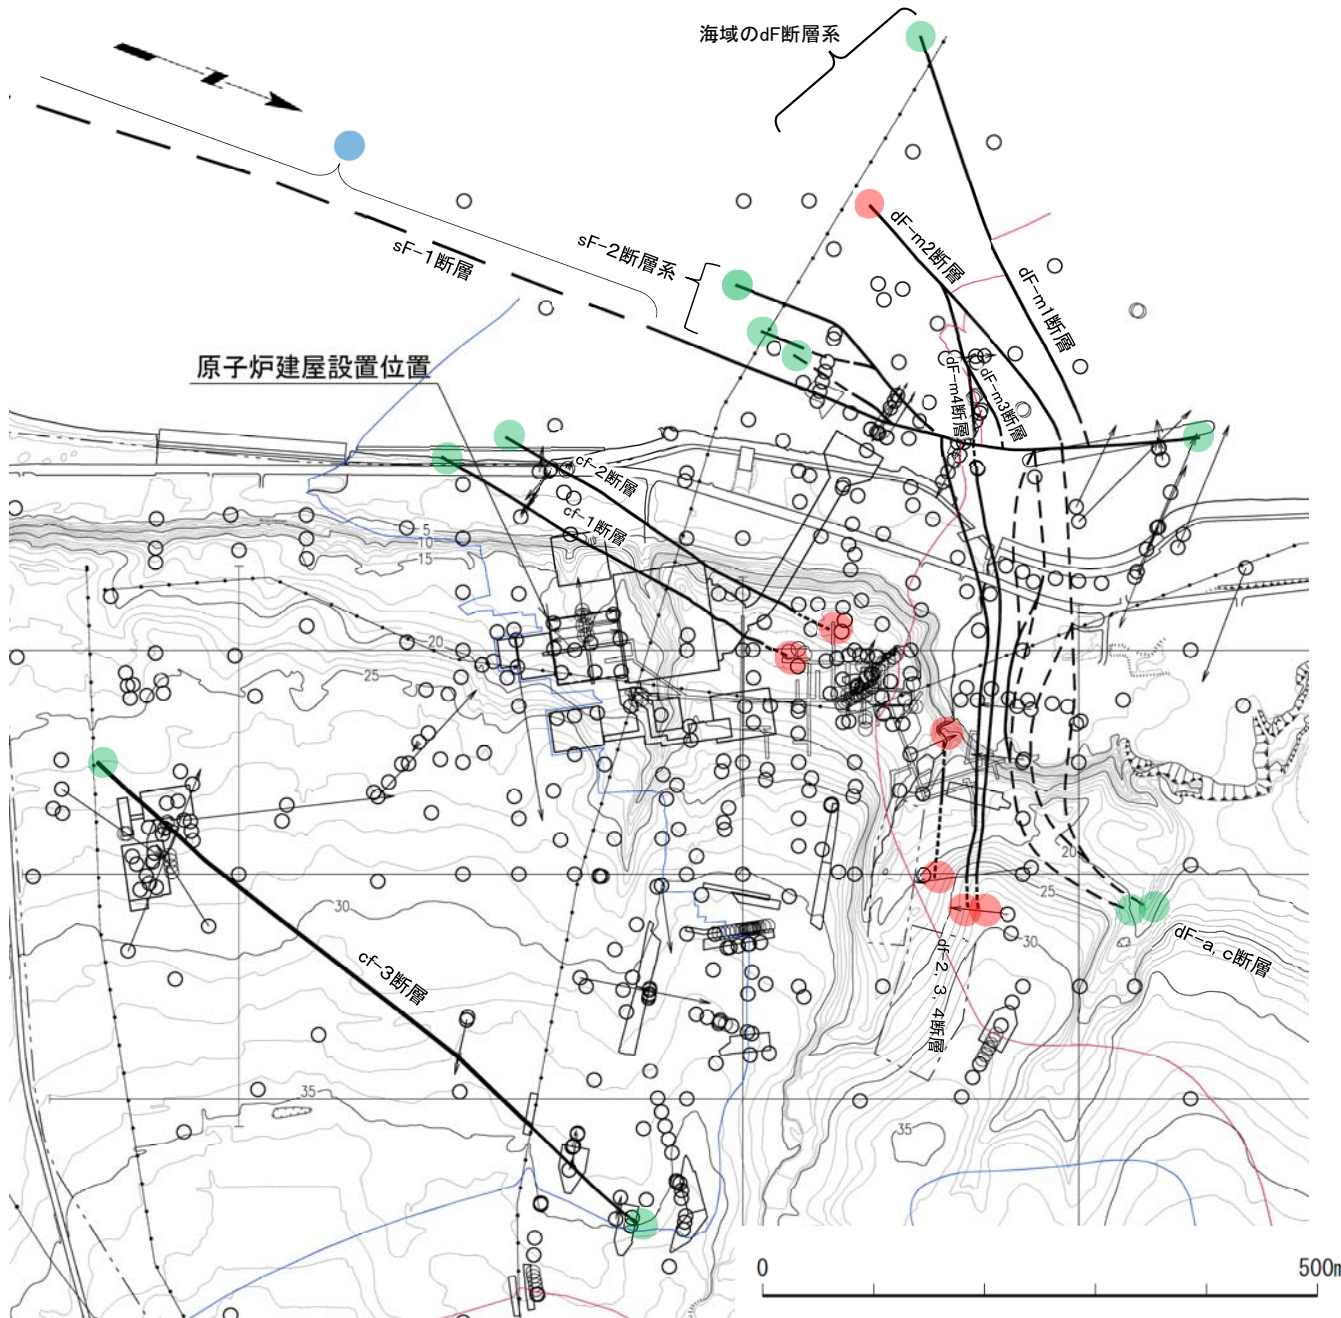 海域のdF断層系
dF-m2断層
sF-1断層
sF-2断層系
dF-m1断層
原子炉建屋設置位置
dF-m4断層
dF-m3断層
cf-2断層
cf-1断層
5
10
15
20
25
20
25
30
30
cf-3断層
df-2, 3, 4断層
dF-a, c断層
35
35
0
500m